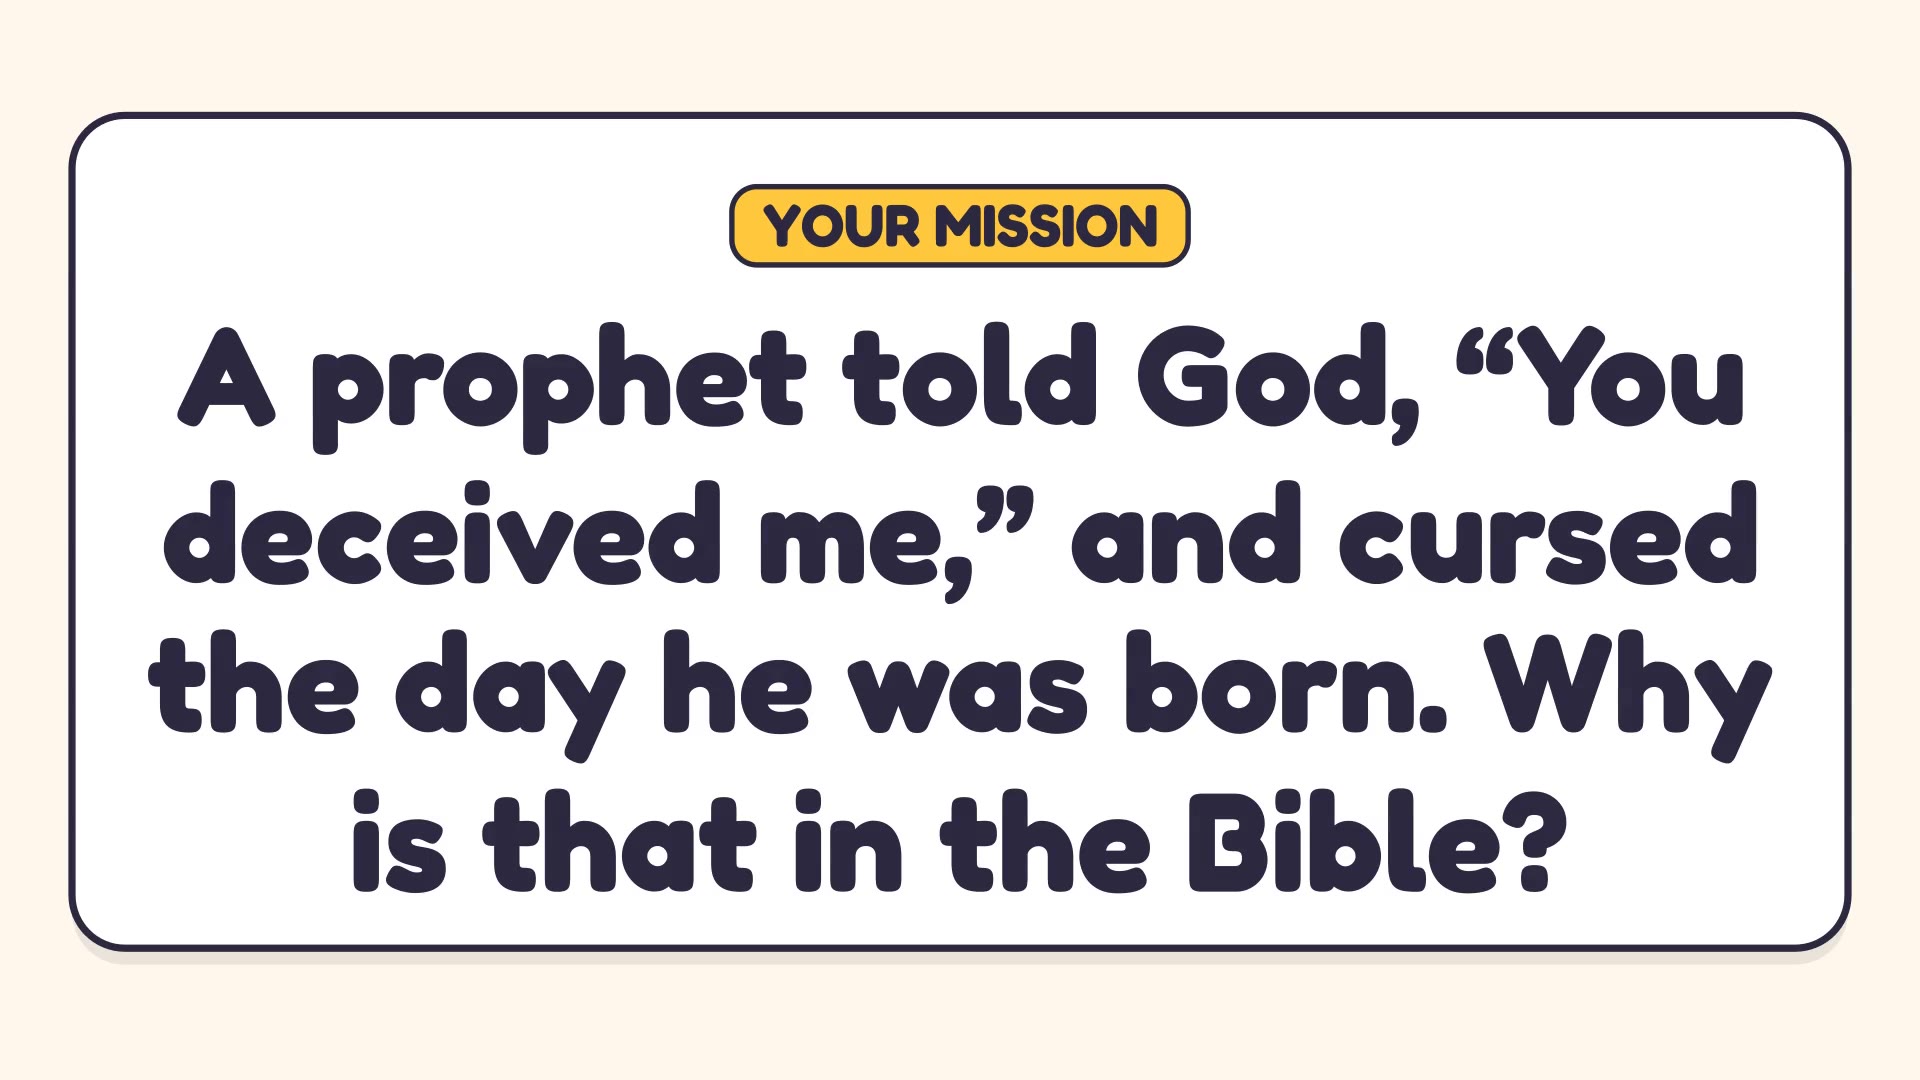 YOUR MISSION
A prophet told God, “You
deceived me,” and cursed
the day he was born. Why
is that in the Bible?